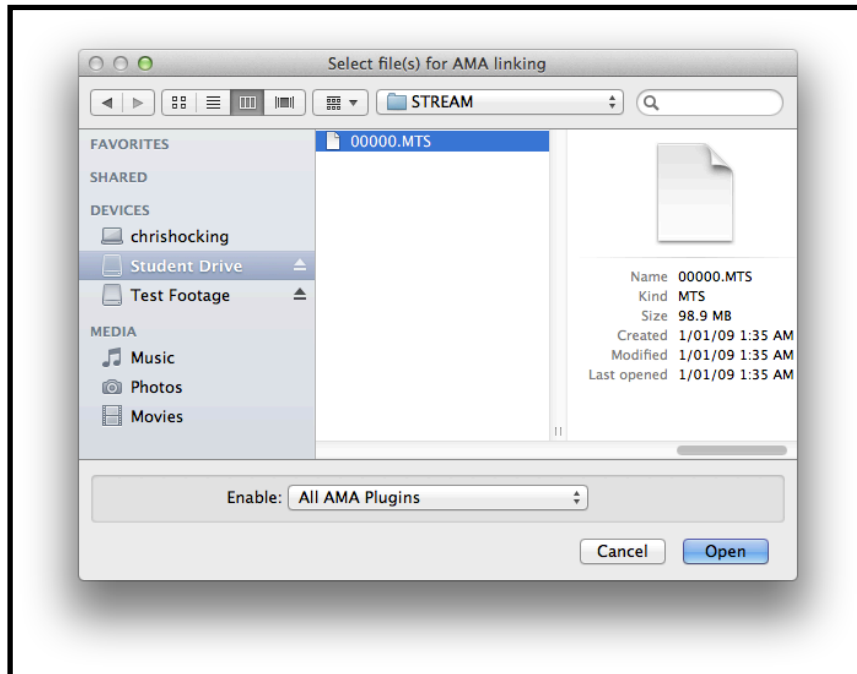 Select file(s) for AMA linking
STREAM
FAVORITES
SHARED
DEVICES
chrishocking
Student Drive
Test Footage
MEDIA
Music
Photos
Movies
00000.MTS
Name 00000.MTS
Kind MTS
Size 98.9 MB
Created 1/01/09 1:35 AM
Modified 1/01/09 1:35 AM
Last opened 1/01/09 1:35 AM
Enable: All AMA Plugins
Cancel Open